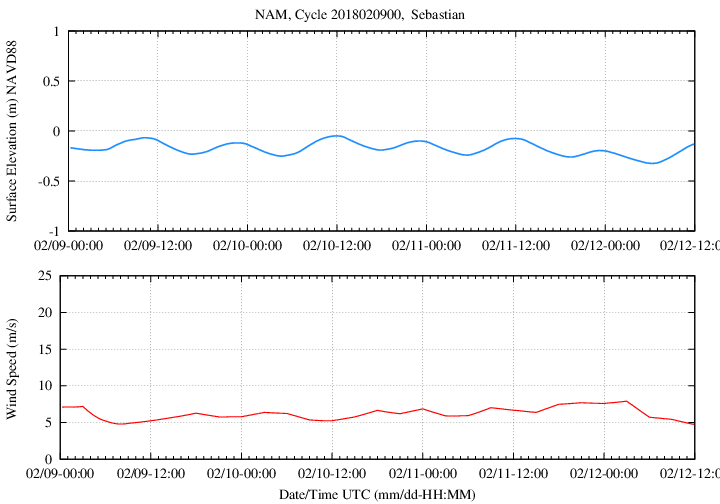 NAM, Cycle 2018020900, Sebastian
Surface Elevation (m) NAVD88
1
0.5
0
-0.5
-1
02/09-00:00 02/09-12:00 02/10-00:00 02/10-12:00 02/11-00:00 02/11-12:00 02/12-00:00 02/12-12:0
Wind Speed (m/s)
25
20
15
10
5
0
02/09-00:00 02/09-12:00 02/10-00:00 02/10-12:00 02/11-00:00 02/11-12:00 02/12-00:00 02/12-12:0
Date/Time UTC (mm/dd-HH:MM)